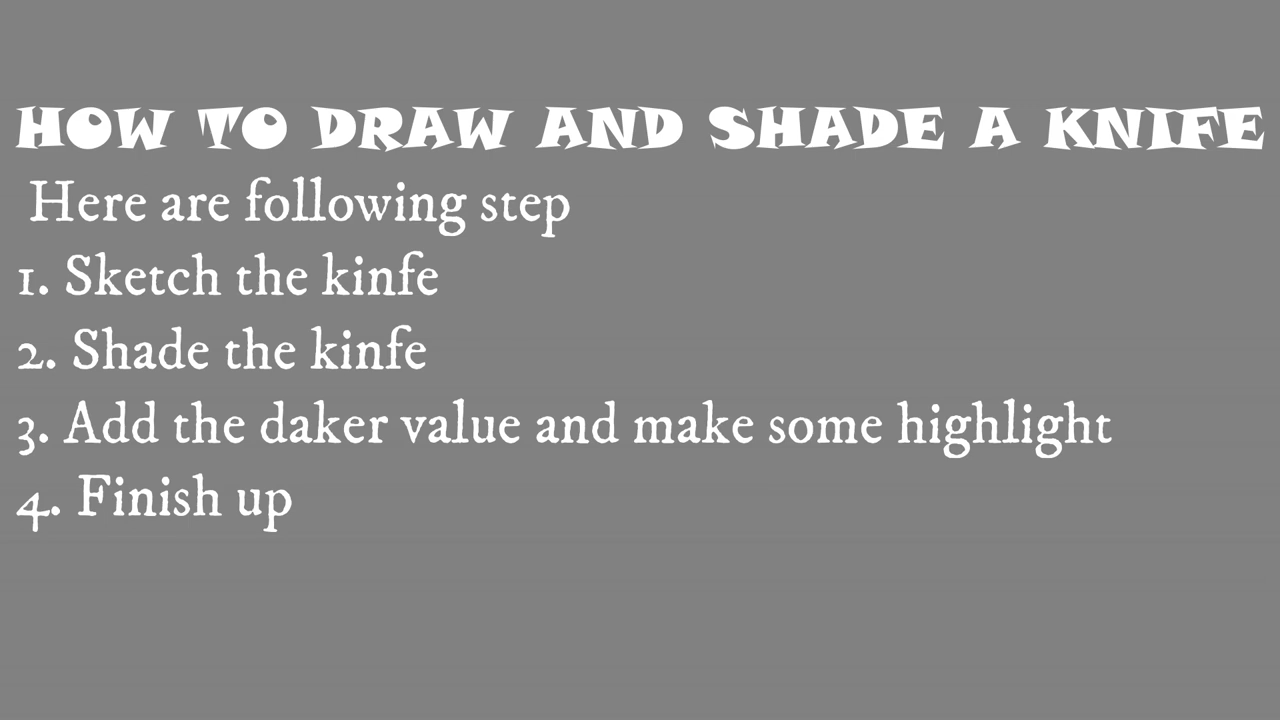 HOW TO DRAW AND SHADE A KNIFE
Here are following step
1. Sketch the kinfe
2. Shade the kinfe
3. Add the daker value and make some highlight
4. Finish up